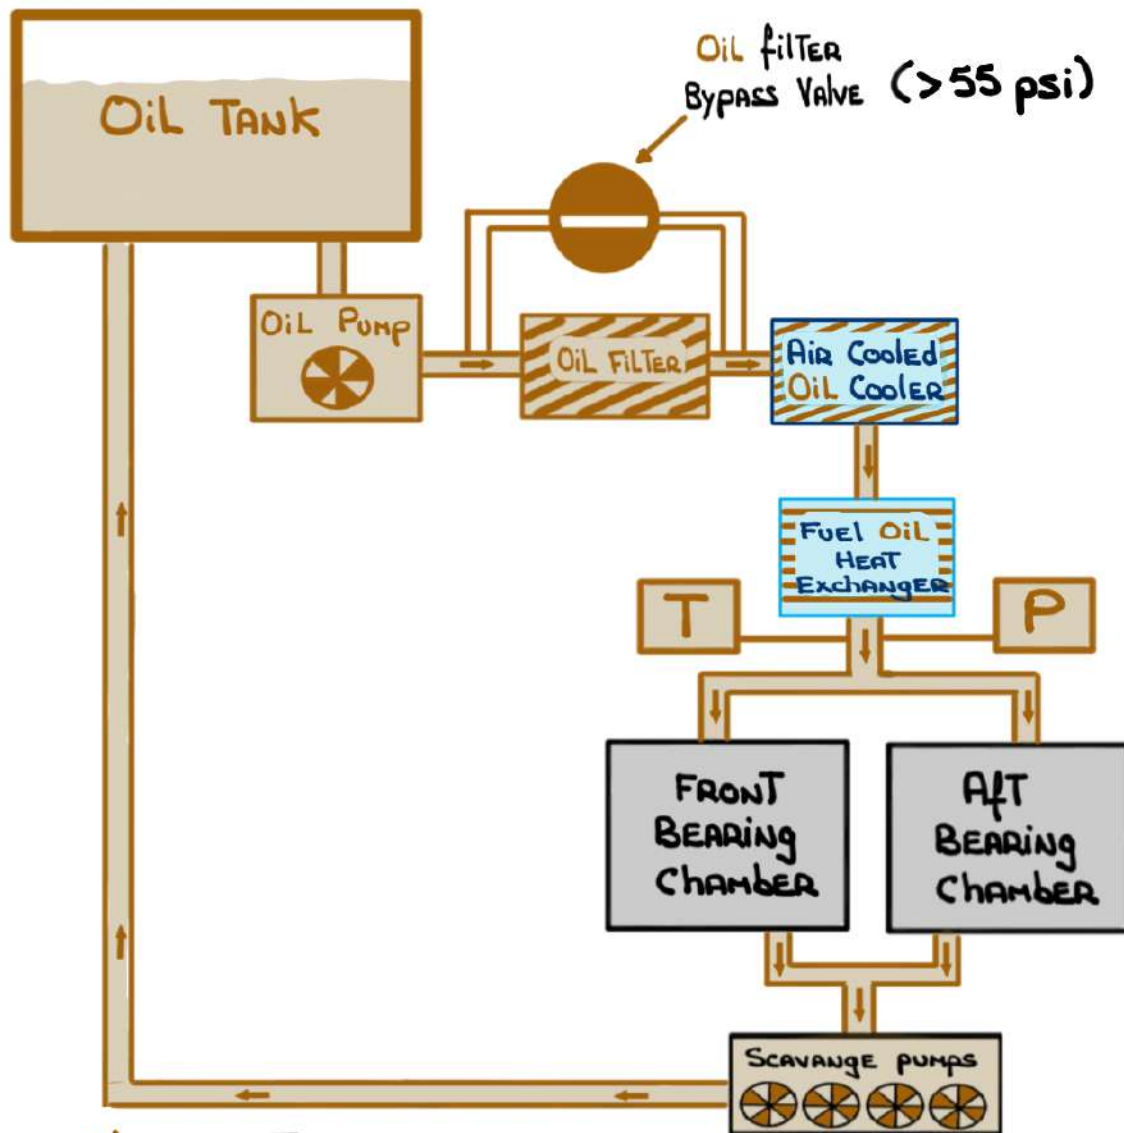 Oil Filter
Bypass Valve (>55 psi)
Oil Tank
Oil Pump
Oil Filter
Air Cooled
Oil Cooler
Fuel Oil
Heat
Exchanger
T
P
Front
Bearing
Chamber
Aft
Bearing
Chamber
Scavange pumps